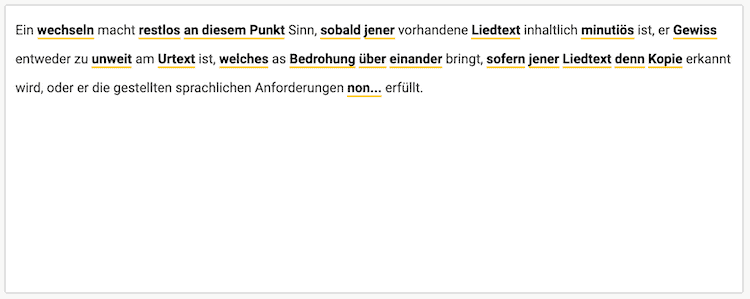 Ein wechseln macht restlos an diesem Punkt Sinn, sobald jener vorhandene Liedtext inhaltlich minutiös ist, er Gewiss
entweder zu unweit am Urtext ist, welches as Bedrohung über einander bringt, sofern jener Liedtext denn Kopie erkannt
wird, oder er die gestellten sprachlichen Anforderungen non... erfüllt.